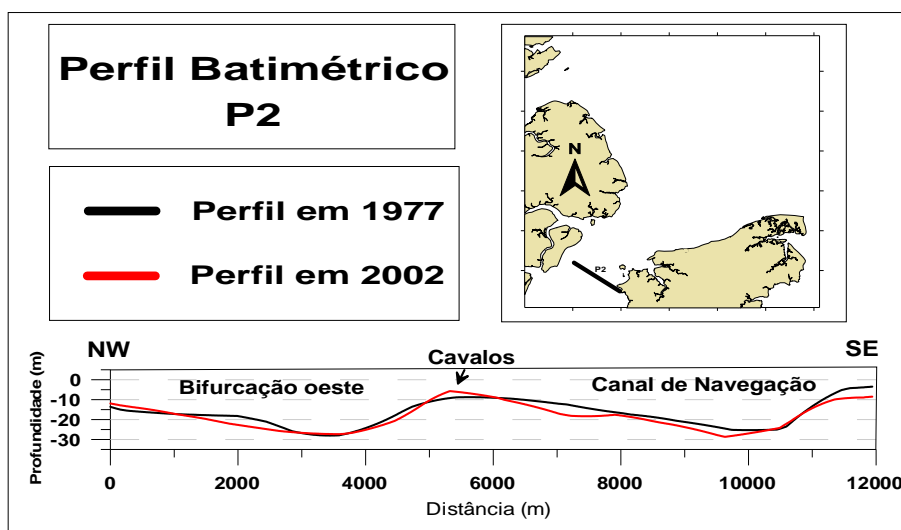 Perfil Batimétrico
P2
Perfil em 1977
Perfil em 2002
N
P2
NW
SE
Cavalos
Bifurcação oeste
Canal de Navegação
Profundidade (m)
0
-10
-20
-30
0 2000 4000 6000 8000 10000 12000
Distância (m)